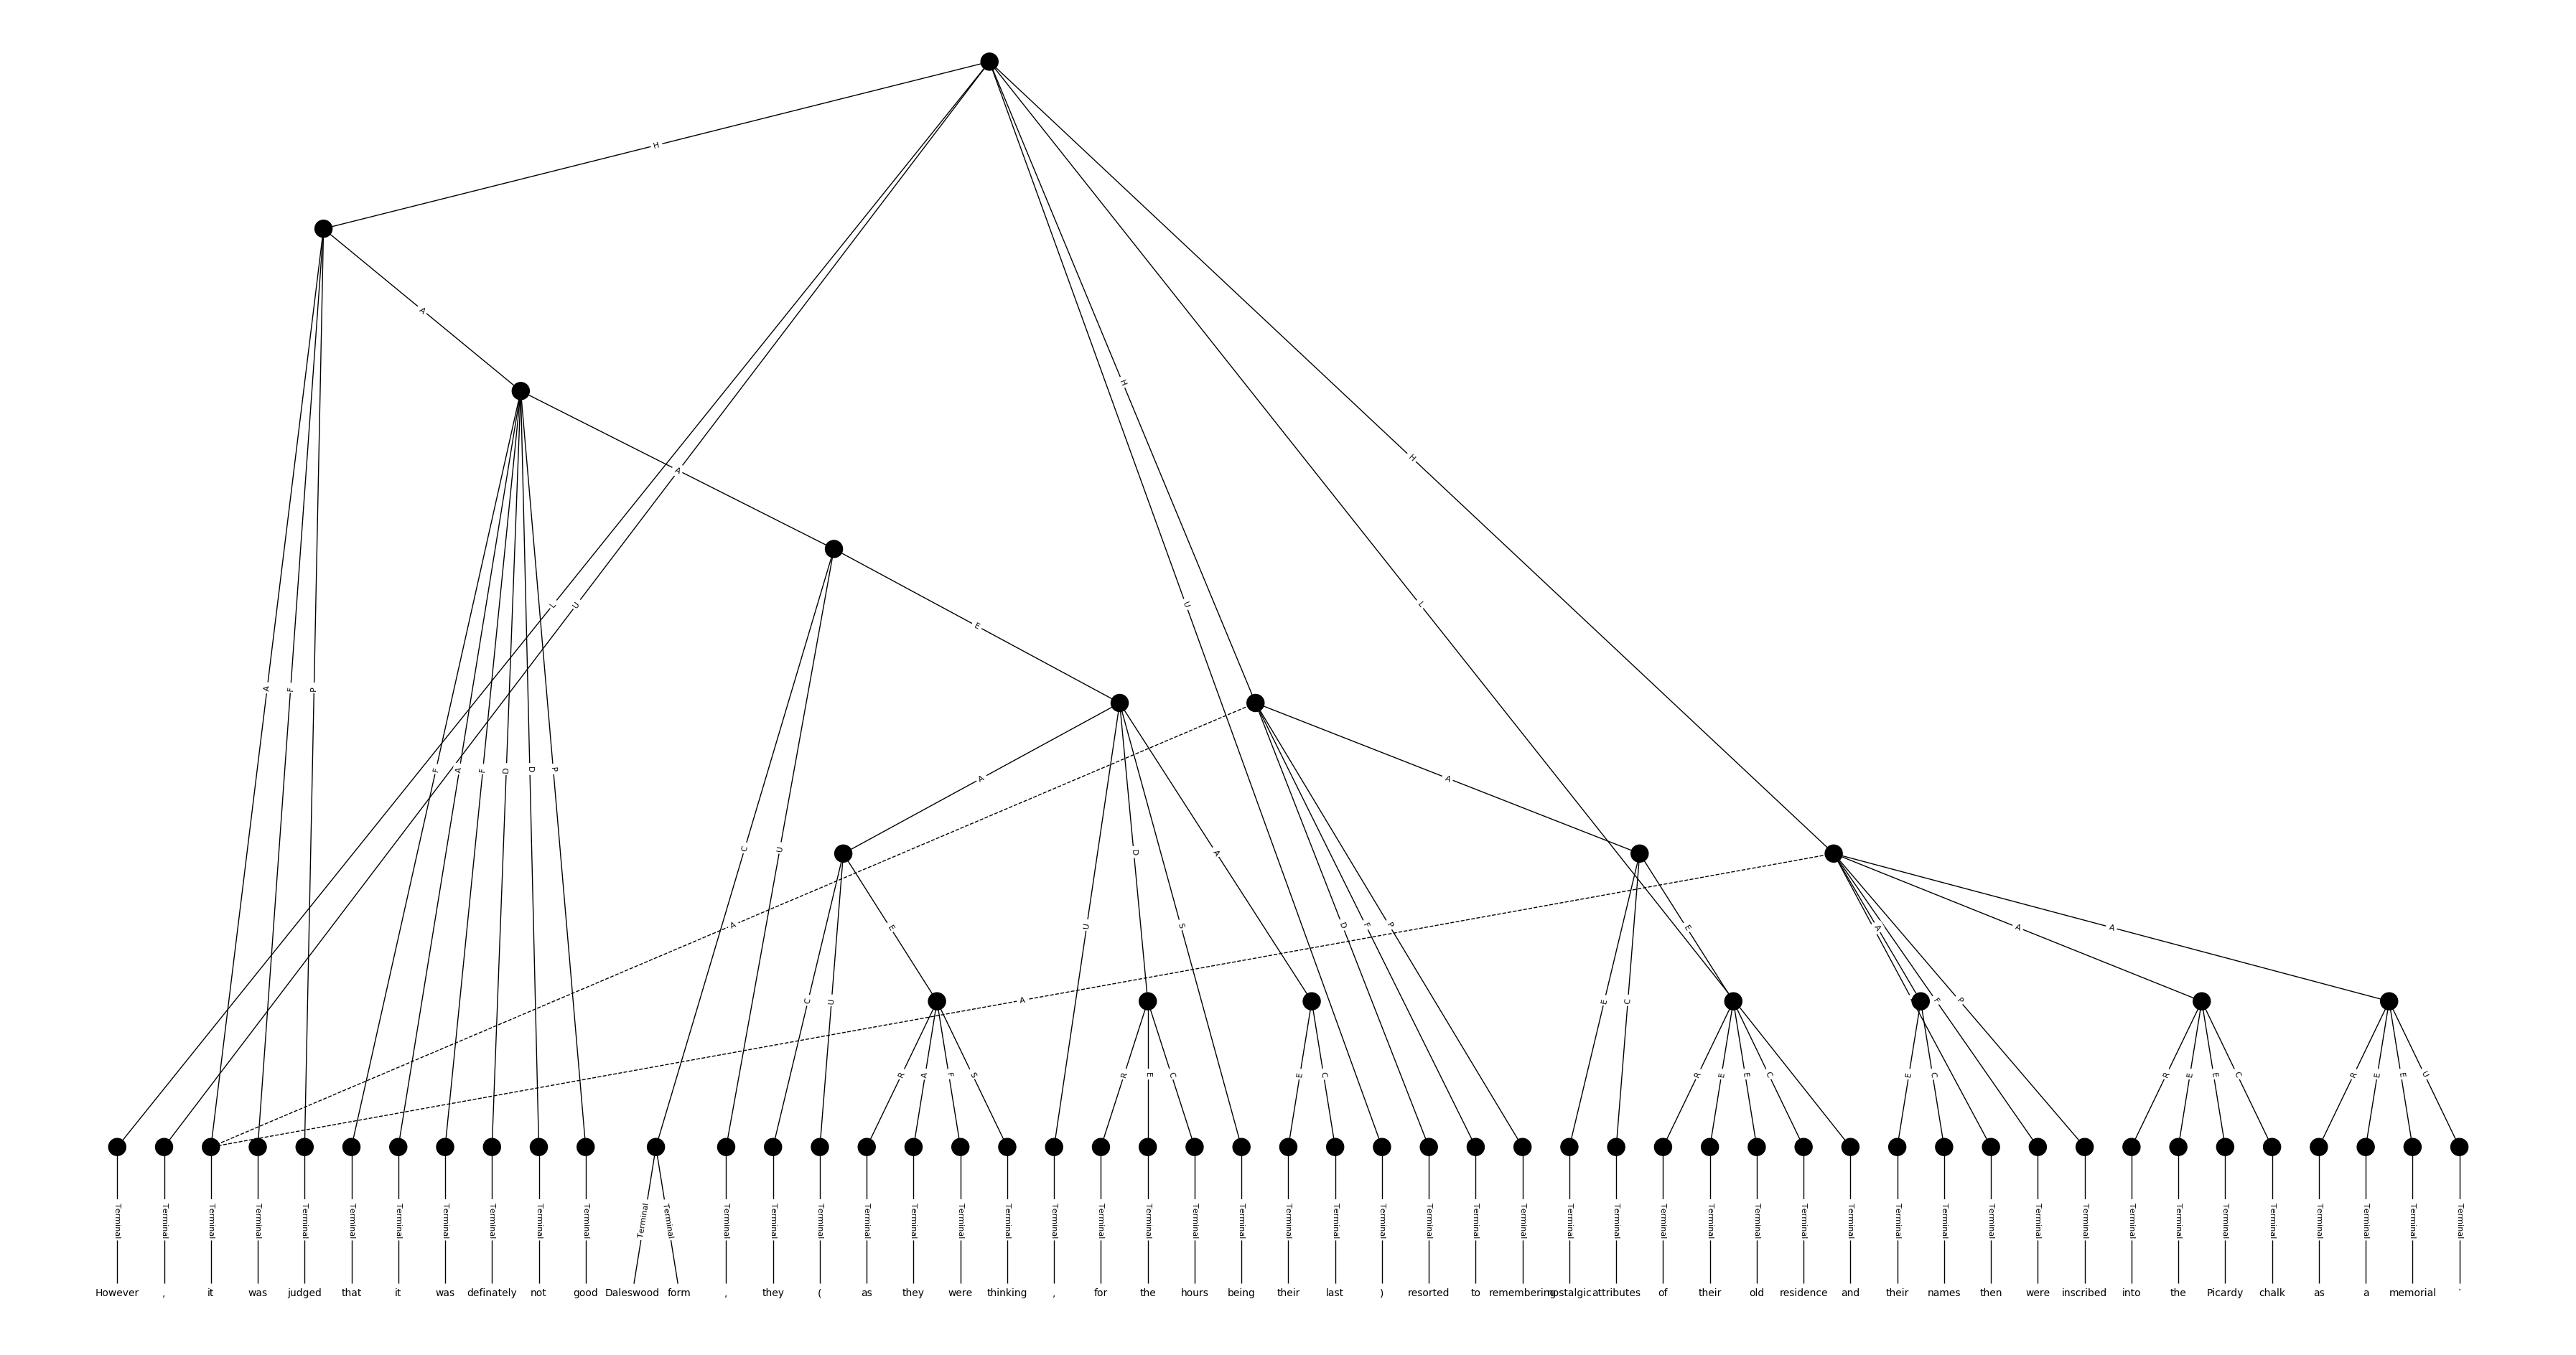 H
A
A
L
U
A
F
P
F
A
F
D
D
P
E
H
U
L
H
C
U
A
U
D
S
A
A
D
F
P
A
A
A
C
U
E
E
C
E
A
F
P
A
A
R
A
F
S
R
E
C
E
C
R
E
E
C
E
C
R
E
E
C
R
E
E
U
Terminal Terminal Terminal Terminal Terminal Terminal Terminal Terminal Terminal Terminal Terminal Terminal Terminal Terminal Terminal Terminal Terminal Terminal Terminal Terminal Terminal Terminal Terminal Terminal Terminal Terminal Terminal Terminal Terminal Terminal Terminal Terminal Terminal Terminal Terminal Terminal Terminal Terminal Terminal Terminal Terminal Terminal Terminal Terminal Terminal Terminal Terminal Terminal Terminal Terminal Terminal
However , it was judged that it was definately not good Daleswood form , they ( as they were thinking , for the hours being their last ) resorted to remembering nostalgic attributes of their old residence and their names then were inscribed into the Picardy chalk as a memorial .